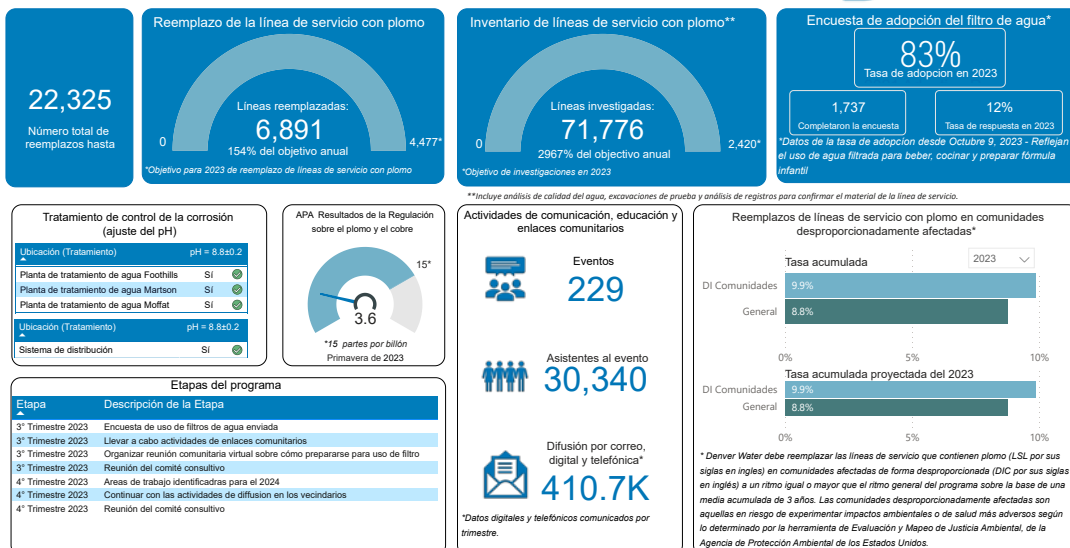 22,325
Número total de
reemplazos hasta
Reemplazo de la línea de servicio con plomo
Líneas reemplazadas:
6,891
0
4,477*
154% del objetivo anual
*Objetivo para 2023 de reemplazo de líneas de servicio con plomo
Inventario de líneas de servicio con plomo**
Líneas investigadas:
71,776
0
2,420*
2967% del objectivo anual
*Objetivo de investigaciones en 2023
Encuesta de adopción del filtro de agua*
83%
Tasa de adopcion en 2023
1,737
Completaron la encuesta
12%
Tasa de respuesta en 2023
*Datos de la tasa de adopcion desde Octubre 9, 2023 - Reflejan
el uso de agua filtrada para beber, cocinar y preparar fórmula
infantil
**Incluye análisis de calidad del agua, excavaciones de prueba y análisis de registros para confirmar el material de la línea de servicio.
Tratamiento de control de la corrosión
(ajuste del pH)
Ubicación (Tratamiento) pH = 8.8±0.2
Planta de tratamiento de agua Foothills Sí
Planta de tratamiento de agua Martson Sí
Planta de tratamiento de agua Moffat Sí
Ubicación (Tratamiento) pH = 8.8±0.2
Sistema de distribución Sí
APA Resultados de la Regulación
sobre el plomo y el cobre
15*
3.6
*15 partes por billón
Primavera de 2023
Etapas del programa
Etapa Descripción de la Etapa
3° Trimestre 2023 Encuesta de uso de filtros de agua enviada
3° Trimestre 2023 Llevar a cabo actividades de enlaces comunitarios
3° Trimestre 2023 Organizar reunión comunitaria virtual sobre cómo prepararse para uso de filtro
3° Trimestre 2023 Reunión del comité consultivo
4° Trimestre 2023 Areas de trabajo identificadras para el 2024
4° Trimestre 2023 Continuar con las actividades de diffusion en los vecindarios
4° Trimestre 2023 Reunión del comité consultivo
Actividades de comunicación, educación y
enlaces comunitarios
Eventos
229
Asistentes al evento
30,340
Difusión por correo,
digital y telefónica*
410.7K
*Datos digitales y telefónicos comunicados por
trimestre.
Reemplazos de líneas de servicio con plomo en comunidades
desproporcionadamente afectadas*
Tasa acumulada
2023
DI Comunidades 9.9%
General 8.8%
0% 5% 10%
Tasa acumulada proyectada del 2023
DI Comunidades 9.9%
General 8.8%
0% 5% 10%
* Denver Water debe reemplazar las líneas de servicio que contienen plomo (LSL por sus
siglas en ingles) en comunidades afectadas de forma desproporcionada (DIC por sus siglas
en inglés) a un ritmo igual o mayor que el ritmo general del programa sobre la base de una
media acumulada de 3 años. Las comunidades desproporcionadamente afectadas son
aquellas en riesgo de experimentar impactos ambientales o de salud más adversos según
lo determinado por la herramienta de Evaluación y Mapeo de Justicia Ambiental, de la
Agencia de Protección Ambiental de los Estados Unidos.